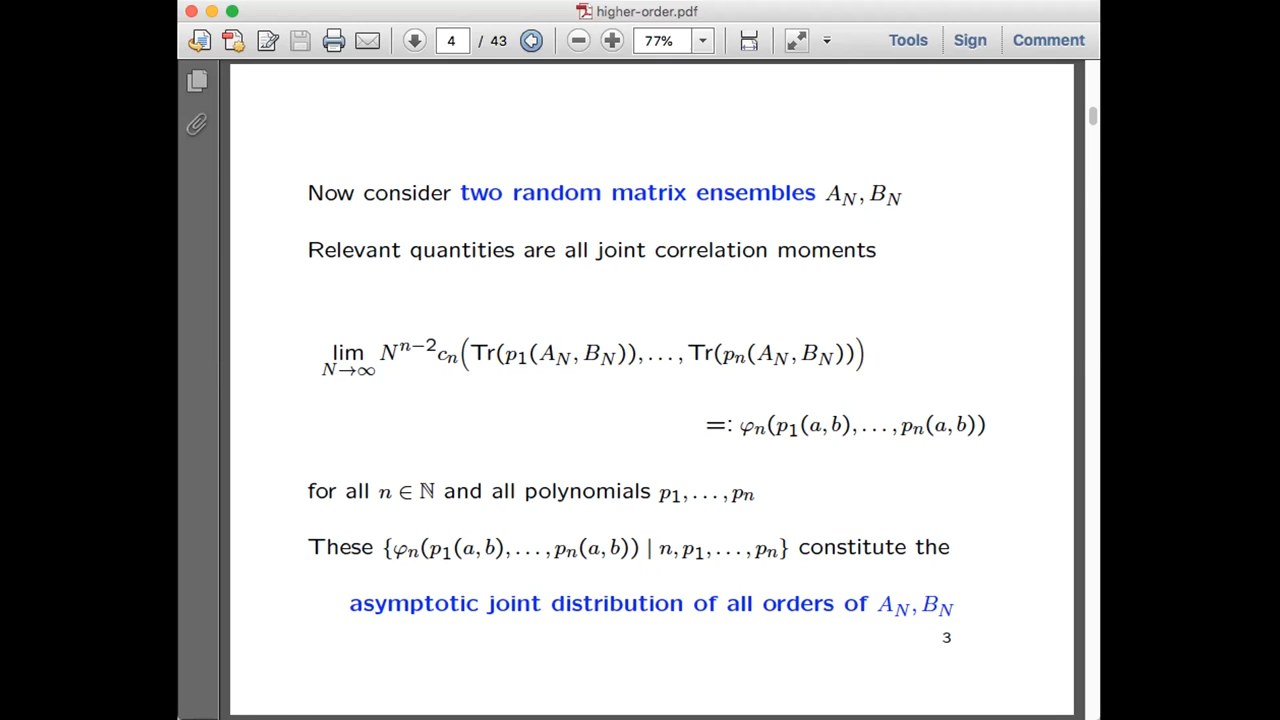 higher-order.pdf
4 / 43 77% Tools Sign Comment
Now consider two random matrix ensembles A_N, B_N
Relevant quantities are all joint correlation moments
lim_{N→∞} N^{n−2} c_n(Tr(p_1(A_N, B_N)), . . . , Tr(p_n(A_N, B_N)))
=: φ_n(p_1(a, b), . . . , p_n(a, b))
for all n ∈ ℕ and all polynomials p_1, . . . , p_n
These {φ_n(p_1(a, b), . . . , p_n(a, b)) | n, p_1, . . . , p_n} constitute the
asymptotic joint distribution of all orders of A_N, B_N
3